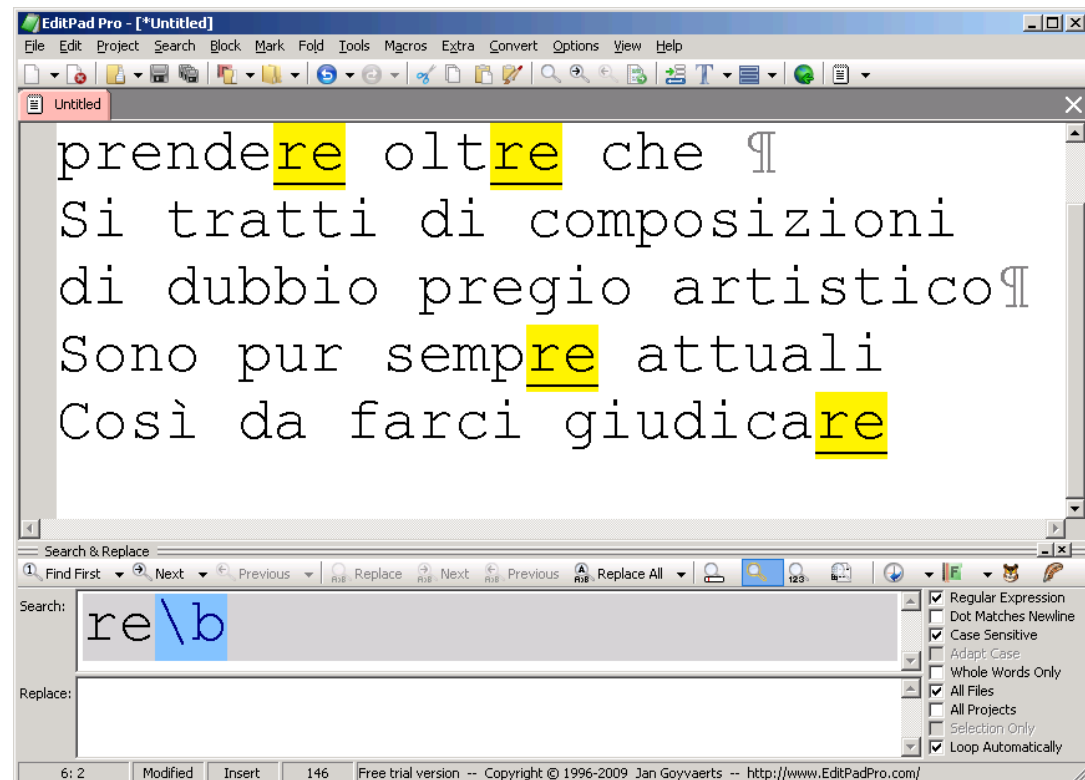 EditPad Pro - [*Untitled]
File Edit Project Search Block Mark Fold Tools Macros Extra Convert Options View Help
Untitled
prendere oltre che ¶
Si tratti di composizioni
di dubbio pregio artistico¶
Sono pur sempre attuali
Così da farci giudicare
Search & Replace
Find First Next Previous Replace Next Previous Replace All
Search:
re\b
Regular Expression
Dot Matches Newline
Case Sensitive
Adapt Case
Whole Words Only
Replace:
All Files
All Projects
Selection Only
Loop Automatically
6: 2 Modified Insert 146 Free trial version -- Copyright © 1996-2009 Jan Goyvaerts -- http://www.EditPadPro.com/